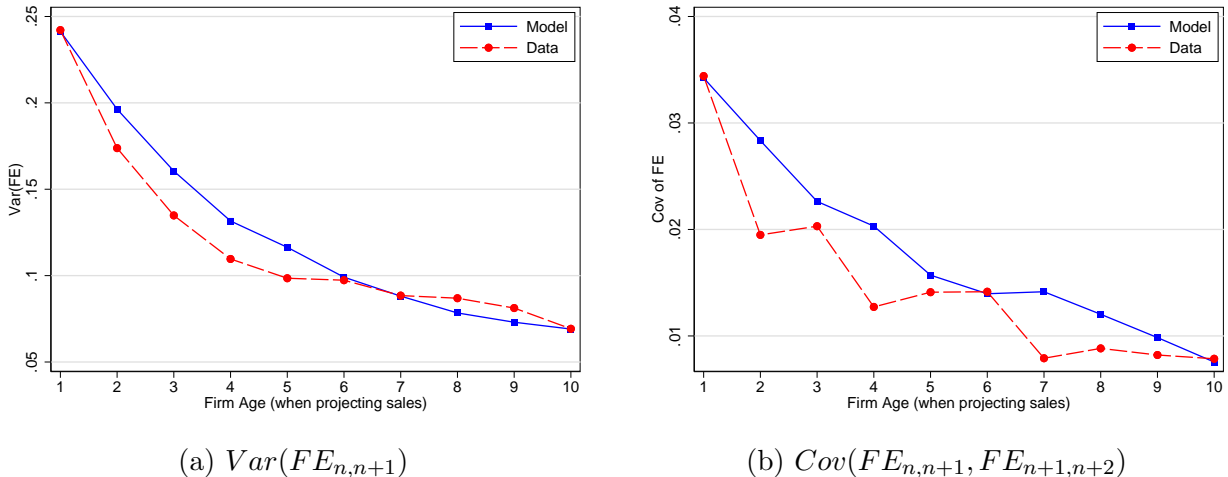 .25
.2
.15
.1
.05
Var(FE)
1 2 3 4 5 6 7 8 9 10
Firm Age (when projecting sales)
Model
Data
(a) Var(FE_{n,n+1})
.04
.03
.02
.01
Cov of FE
1 2 3 4 5 6 7 8 9 10
Firm Age (when projecting sales)
Model
Data
(b) Cov(FE_{n,n+1}, FE_{n+1,n+2})